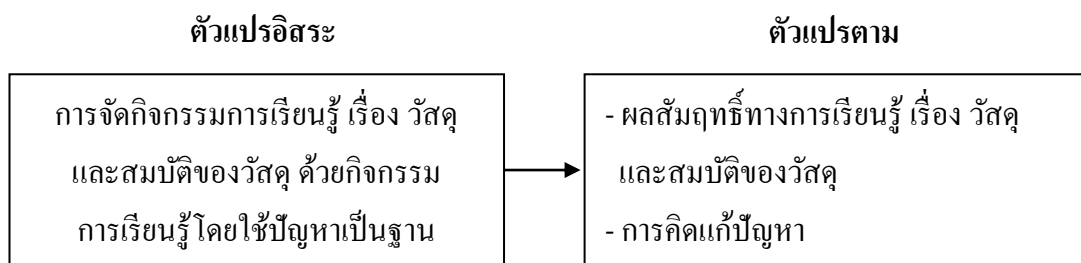 ตัวแปรอิสระ
ตัวแปรตาม
การจัดกิจกรรมการเรียนรู้ เรื่อง วัสดุ
และสมบัติของวัสดุ ด้วยกิจกรรม
การเรียนรู้โดยใช้ปัญหาเป็นฐาน
- ผลสัมฤทธิ์ทางการเรียนรู้ เรื่อง วัสดุ
และสมบัติของวัสดุ
- การคิดแก้ปัญหา